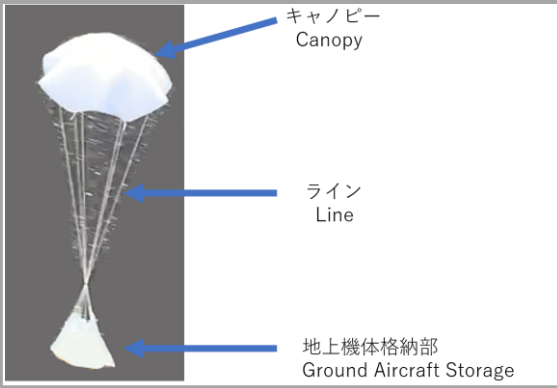 キャノピー
Canopy
ライン
Line
地上機体格納部
Ground Aircraft Storage